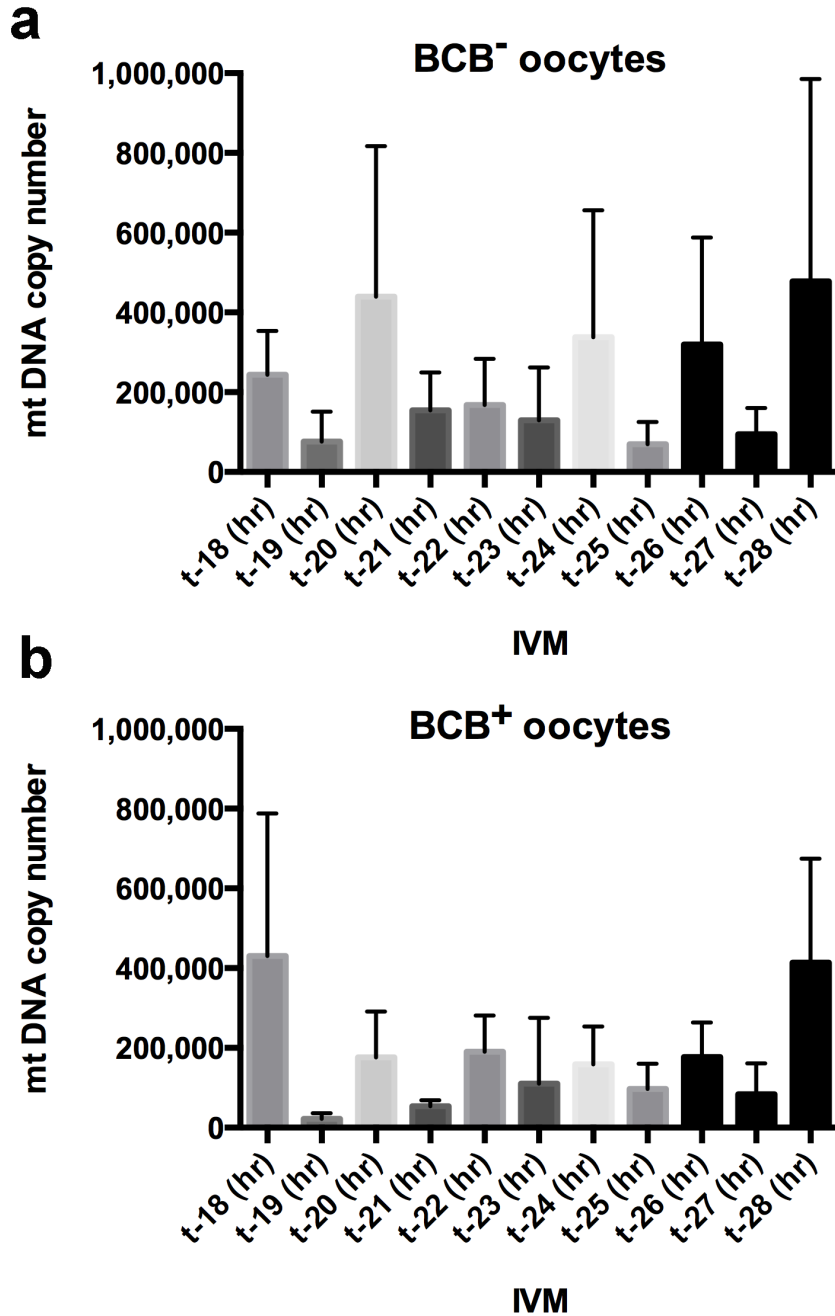 a
BCB⁻ oocytes
mt DNA copy number
1,000,000
800,000
600,000
400,000
200,000
0
t-18 (hr)
t-19 (hr)
t-20 (hr)
t-21 (hr)
t-22 (hr)
t-23 (hr)
t-24 (hr)
t-25 (hr)
t-26 (hr)
t-27 (hr)
t-28 (hr)
IVM
b
BCB⁺ oocytes
mt DNA copy number
1,000,000
800,000
600,000
400,000
200,000
0
t-18 (hr)
t-19 (hr)
t-20 (hr)
t-21 (hr)
t-22 (hr)
t-23 (hr)
t-24 (hr)
t-25 (hr)
t-26 (hr)
t-27 (hr)
t-28 (hr)
IVM